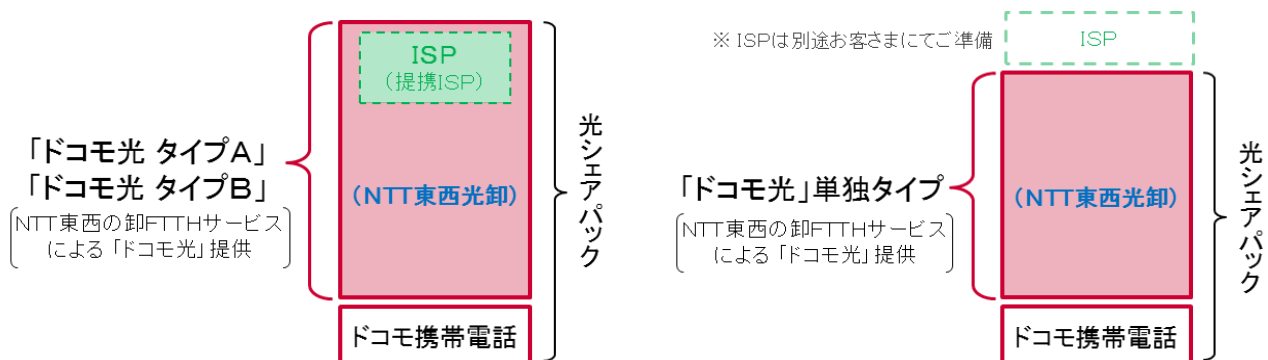 ISP
(提携ISP)
「ドコモ光 タイプA」
「ドコモ光 タイプB」
NTT東西の卸FTTHサービス
による「ドコモ光」提供
(NTT東西光卸)
ドコモ携帯電話
光シェアパック
※ ISPは別途お客さまにてご準備
ISP
「ドコモ光」単独タイプ
NTT東西の卸FTTHサービス
による「ドコモ光」提供
(NTT東西光卸)
ドコモ携帯電話
光シェアパック